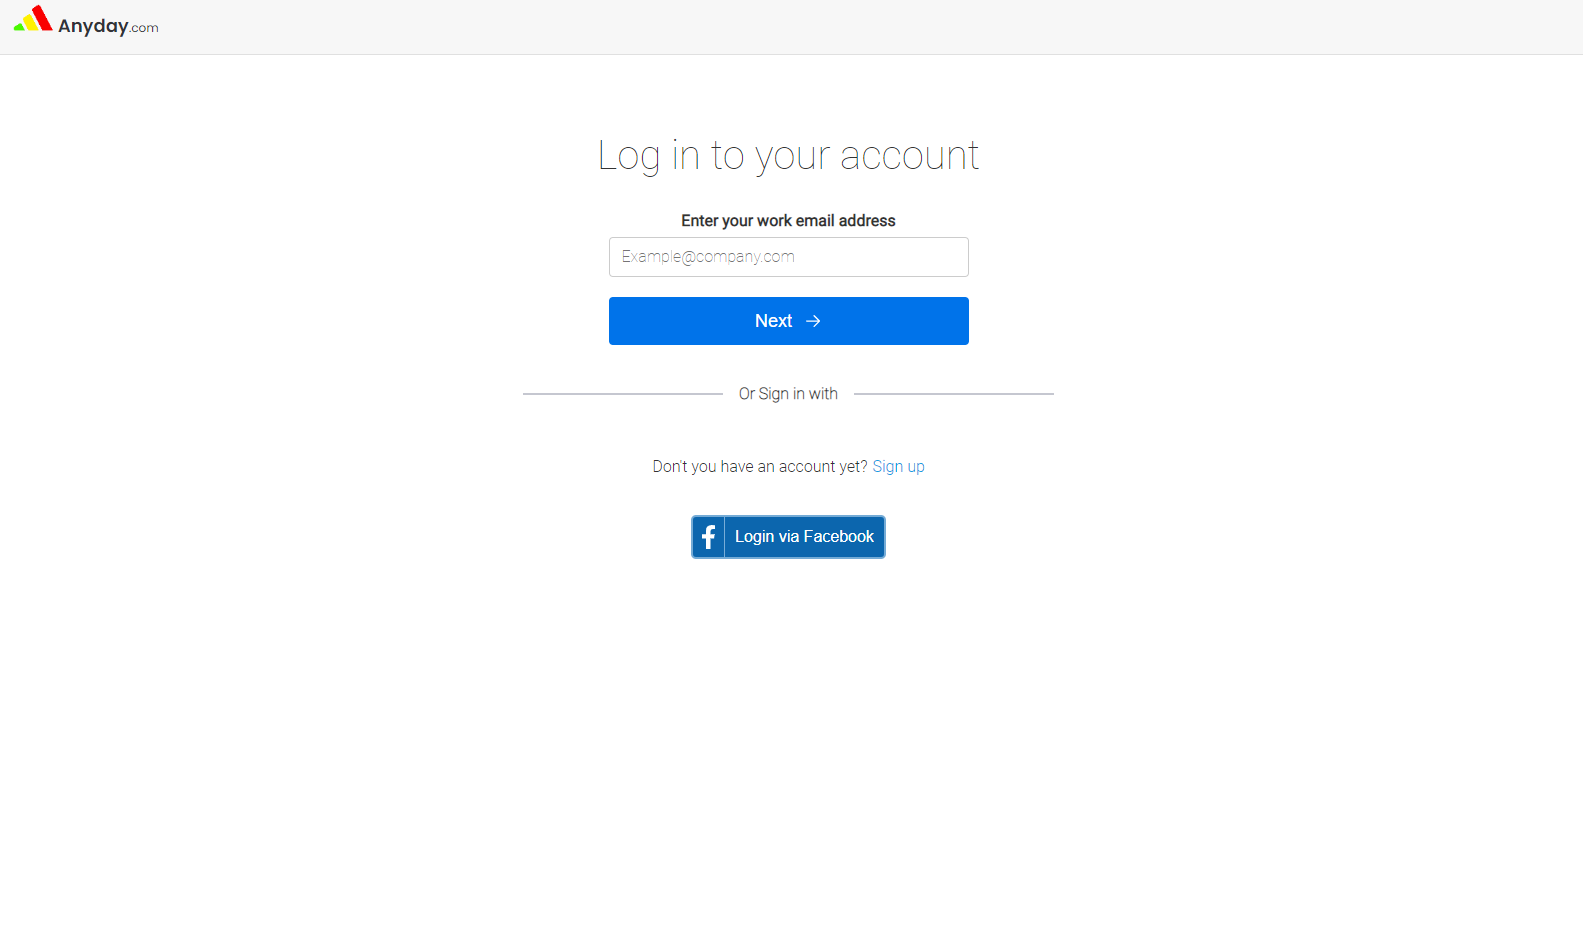 Anyday.com
Log in to your account
Enter your work email address
Example@company.com
Next →
Or Sign in with
Don't you have an account yet? Sign up
Login via Facebook